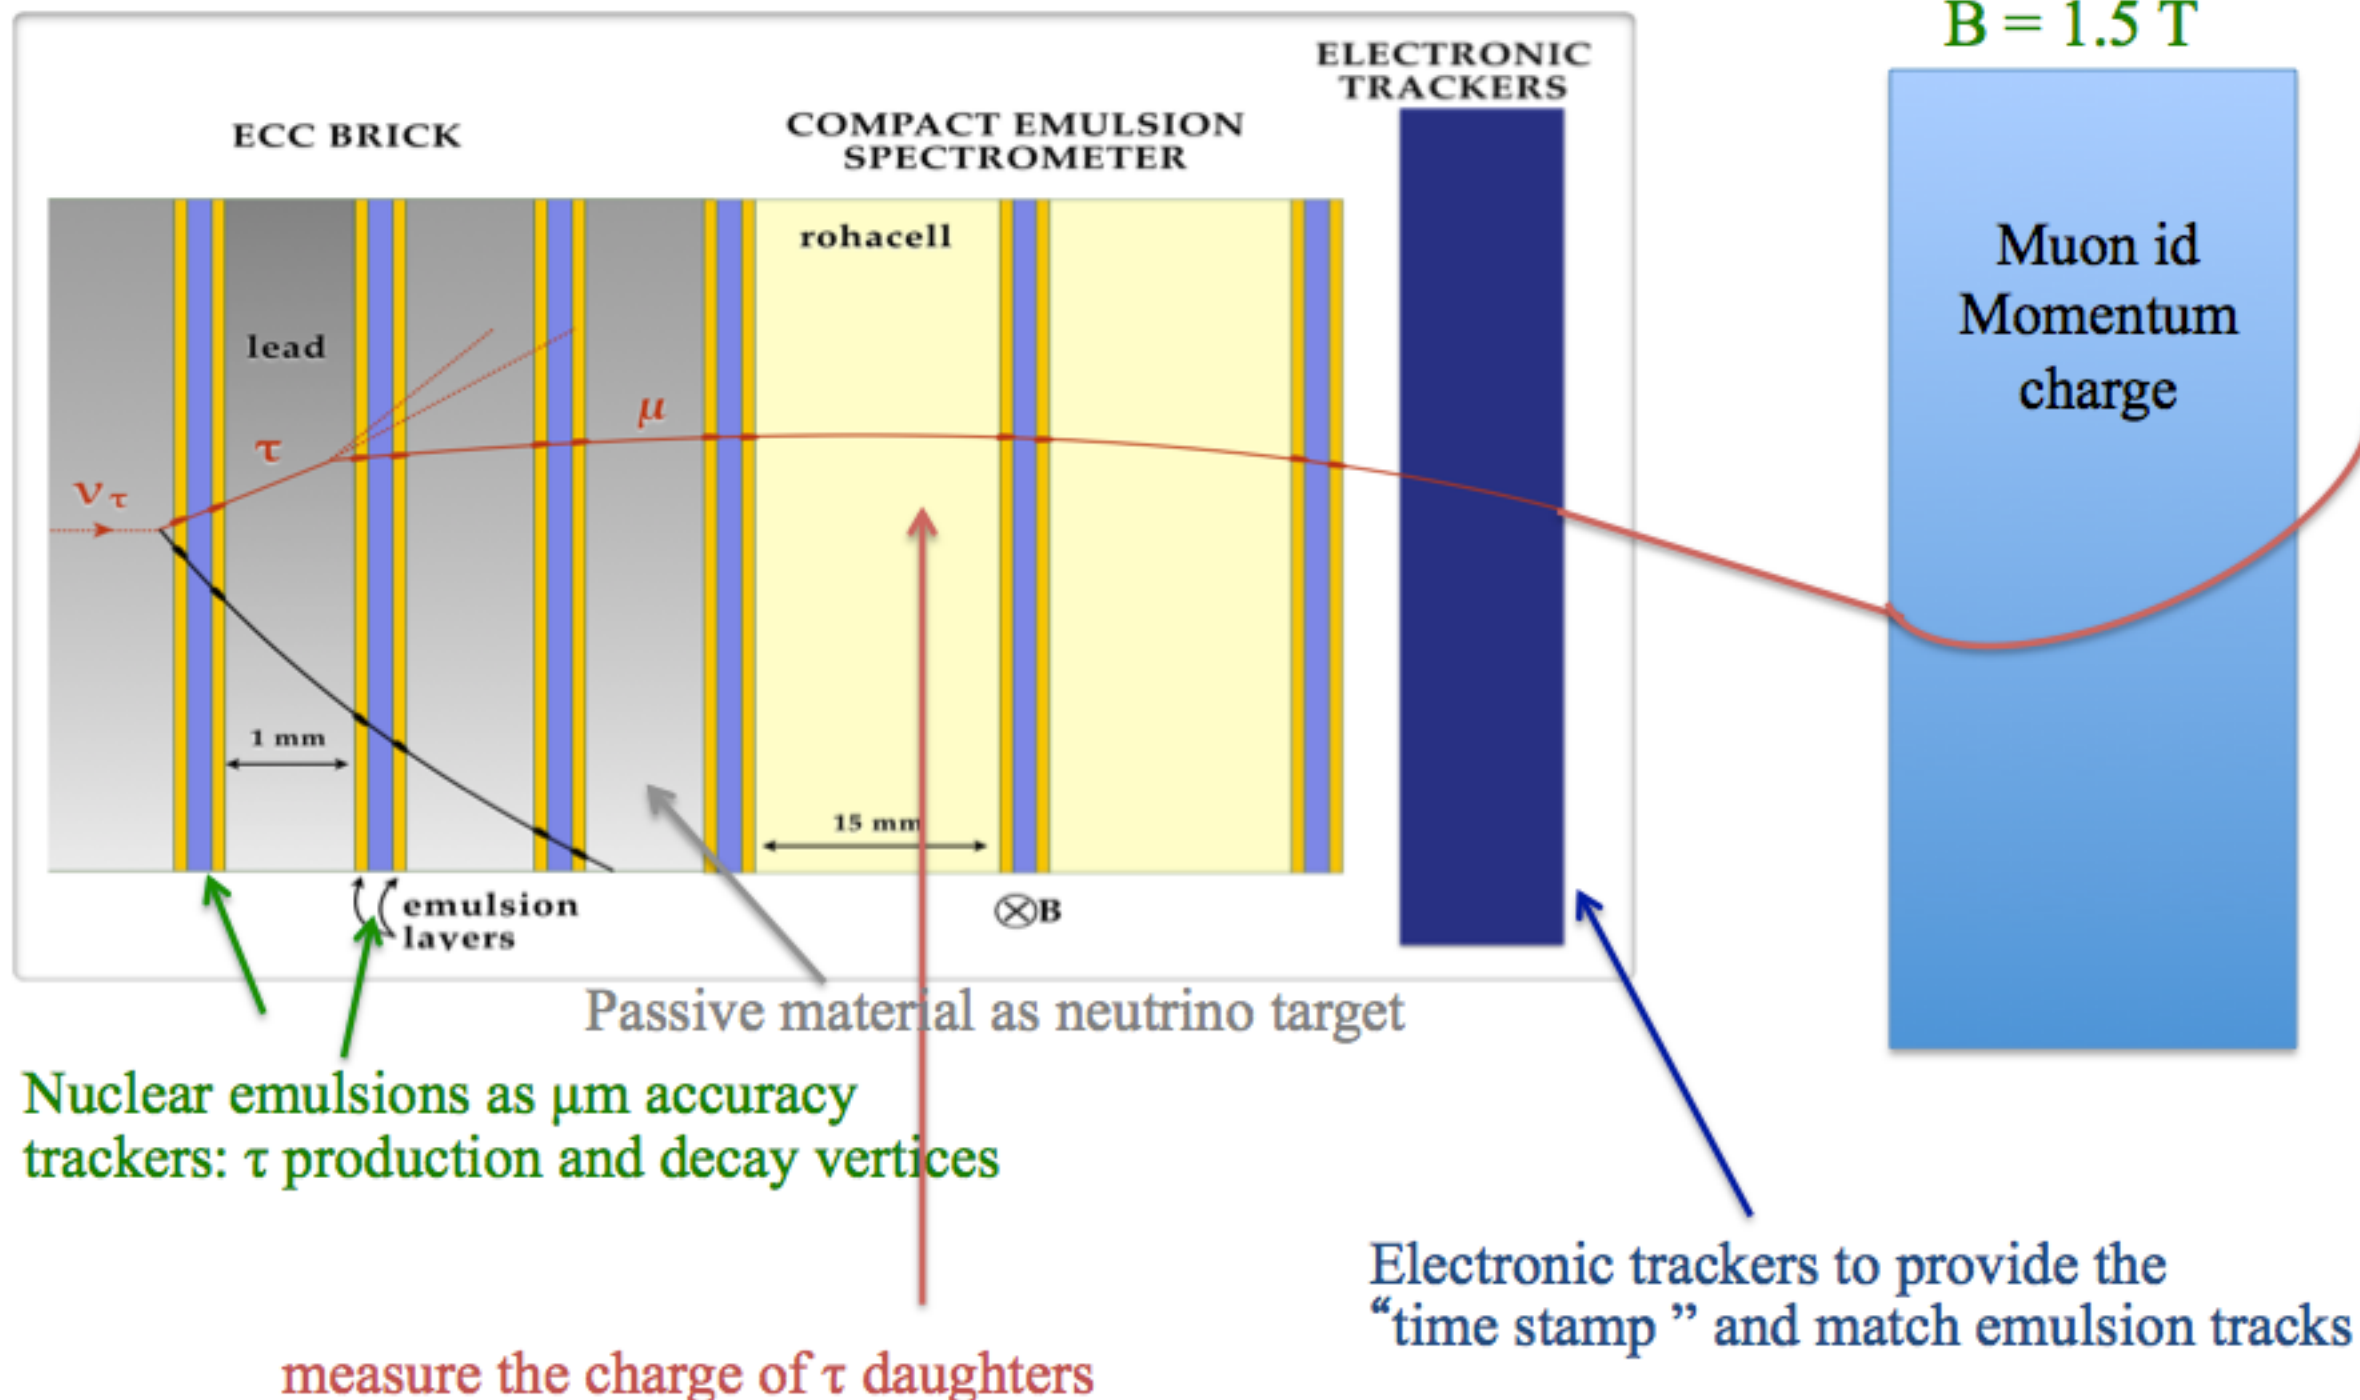 B = 1.5 T
ELECTRONIC
TRACKERS
ECC BRICK
COMPACT EMULSION
SPECTROMETER
rohacell
lead
Muon id
Momentum
charge
μ
τ
ντ
1 mm
15 mm
emulsion
layers
⊗B
Passive material as neutrino target
Nuclear emulsions as μm accuracy
trackers: τ production and decay vertices
Electronic trackers to provide the
“time stamp ” and match emulsion tracks
measure the charge of τ daughters